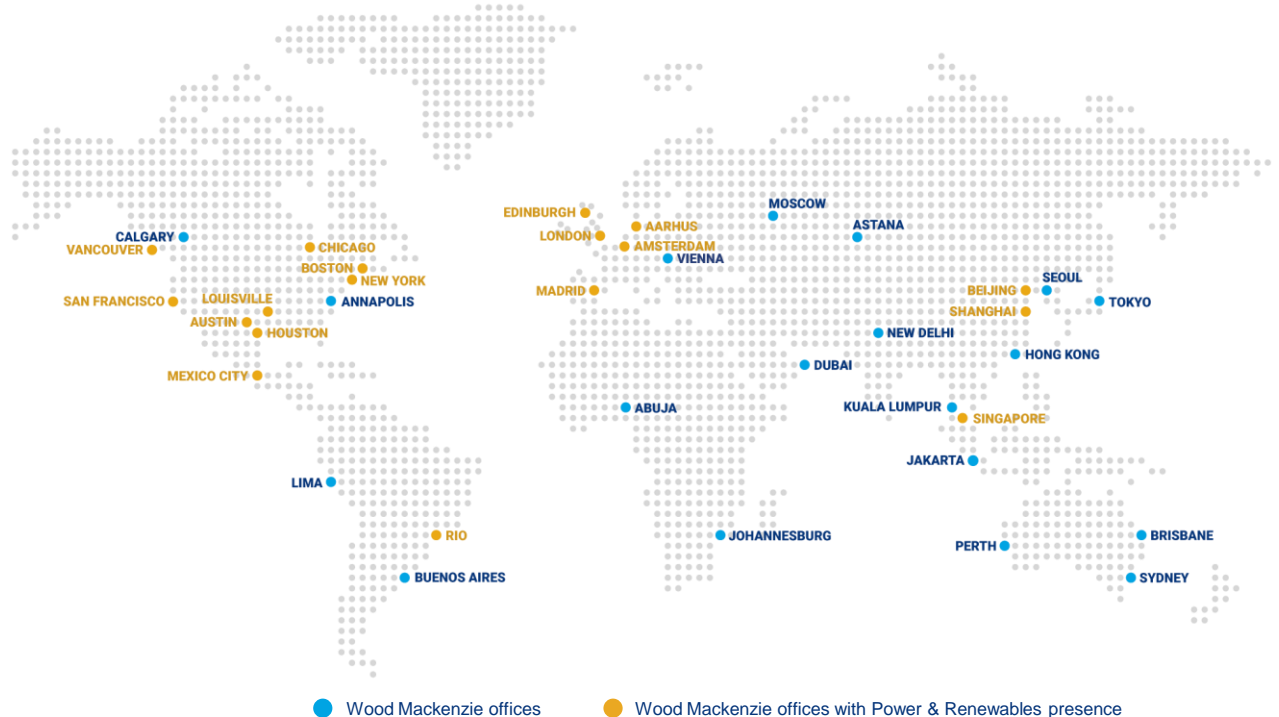 MOSCOW
EDINBURGH
AARHUS
ASTANA
CALGARY
LONDON
VANCOUVER
CHICAGO
AMSTERDAM
VIENNA
BOSTON
NEW YORK
SEOUL
MADRID
BEIJING
SAN FRANCISCO
LOUISVILLE
ANNAPOLIS
TOKYO
SHANGHAI
AUSTIN
HOUSTON
NEW DELHI
HONG KONG
DUBAI
MEXICO CITY
ABUJA
KUALA LUMPUR
SINGAPORE
JAKARTA
LIMA
RIO
JOHANNESBURG
BRISBANE
PERTH
BUENOS AIRES
SYDNEY
Wood Mackenzie offices
Wood Mackenzie offices with Power & Renewables presence